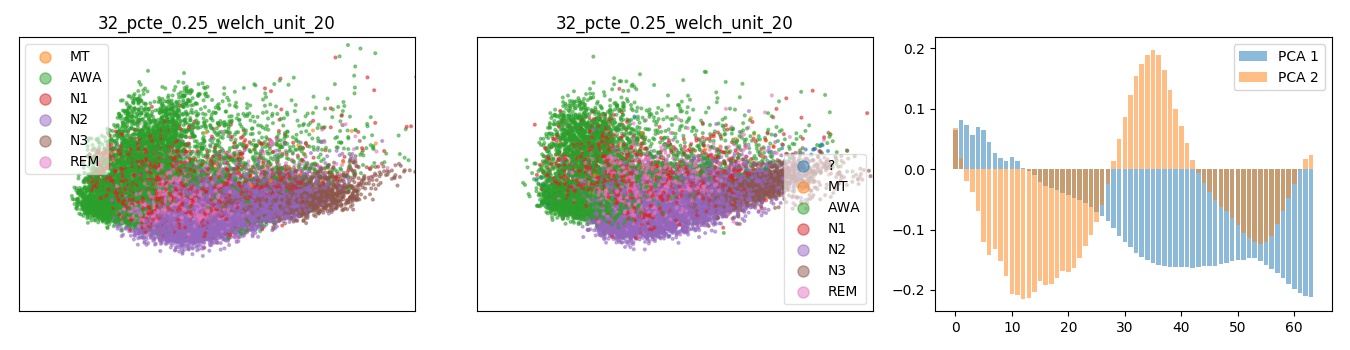 32_pcte_0.25_welch_unit_20
MT
AWA
N1
N2
N3
REM
32_pcte_0.25_welch_unit_20
?
MT
AWA
N1
N2
N3
REM
PCA 1
PCA 2
0.2
0.1
0.0
−0.1
−0.2
0 10 20 30 40 50 60